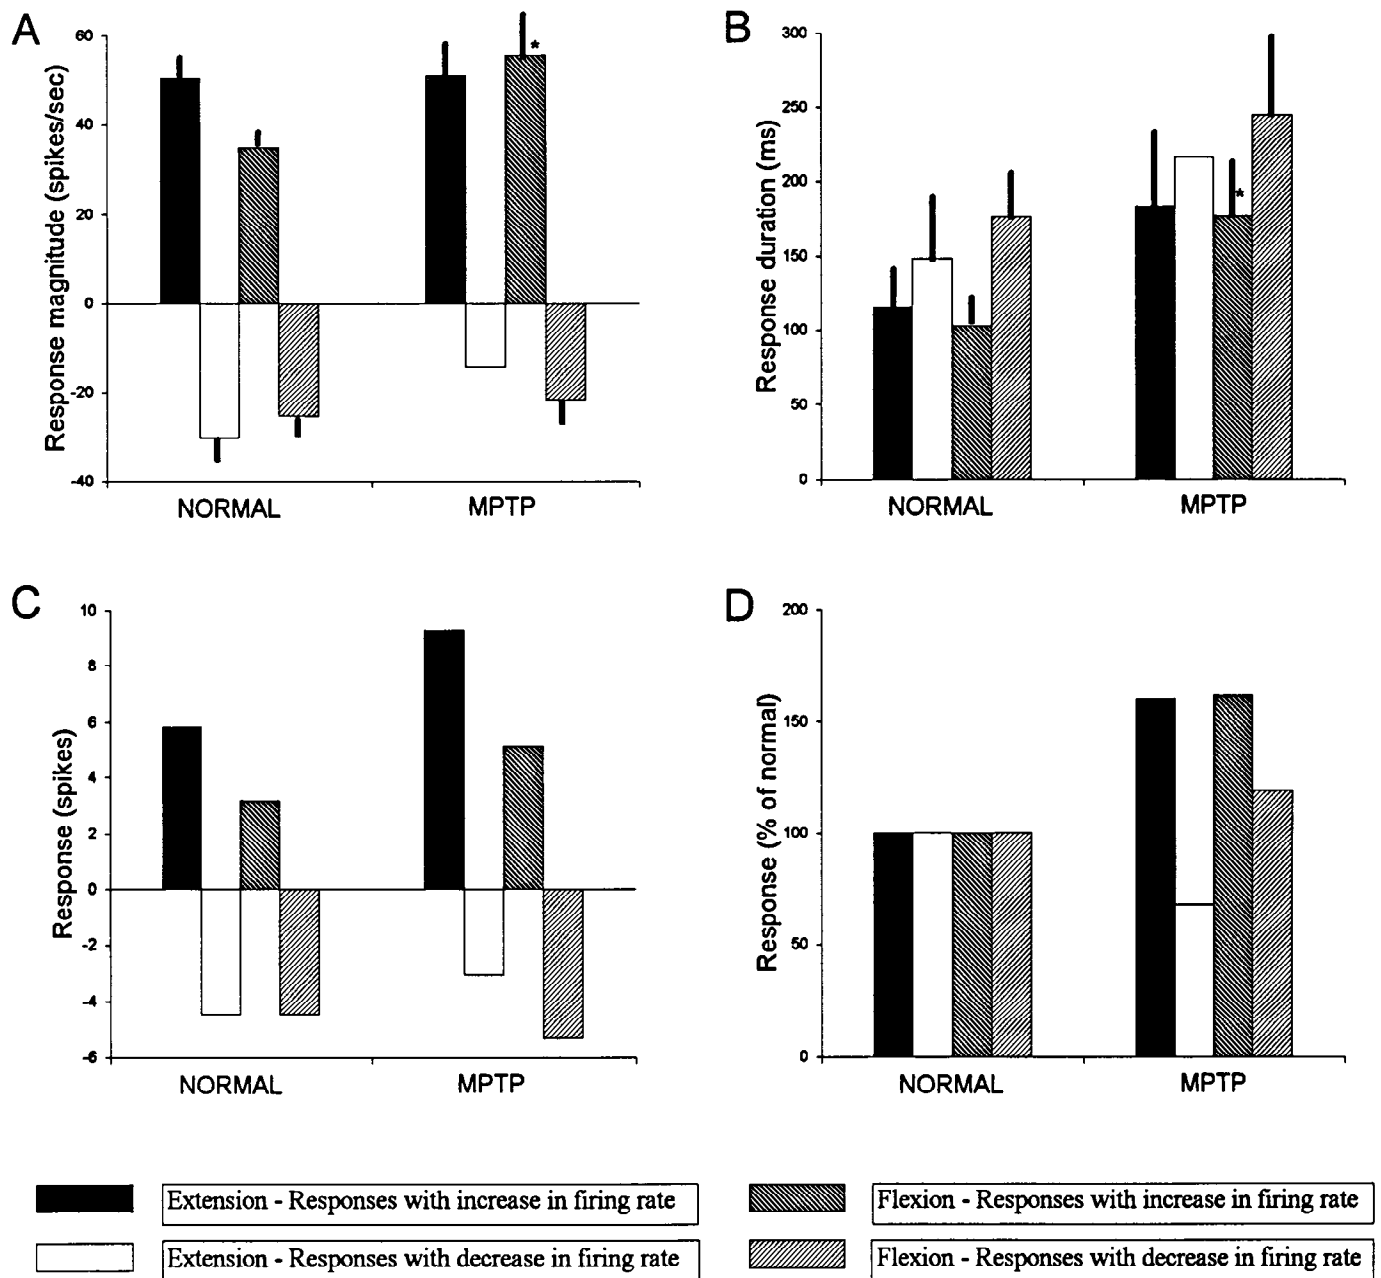 A
Response magnitude (spikes/sec)
60
40
20
0
-20
-40
*
NORMAL
MPTP
B
Response duration (ms)
300
250
200
150
100
50
0
*
NORMAL
MPTP
C
Response (spikes)
10
8
6
4
2
0
-2
-4
-6
NORMAL
MPTP
D
Response (% of normal)
200
150
100
50
0
NORMAL
MPTP
Extension - Responses with increase in firing rate
Flexion - Responses with increase in firing rate
Extension - Responses with decrease in firing rate
Flexion - Responses with decrease in firing rate